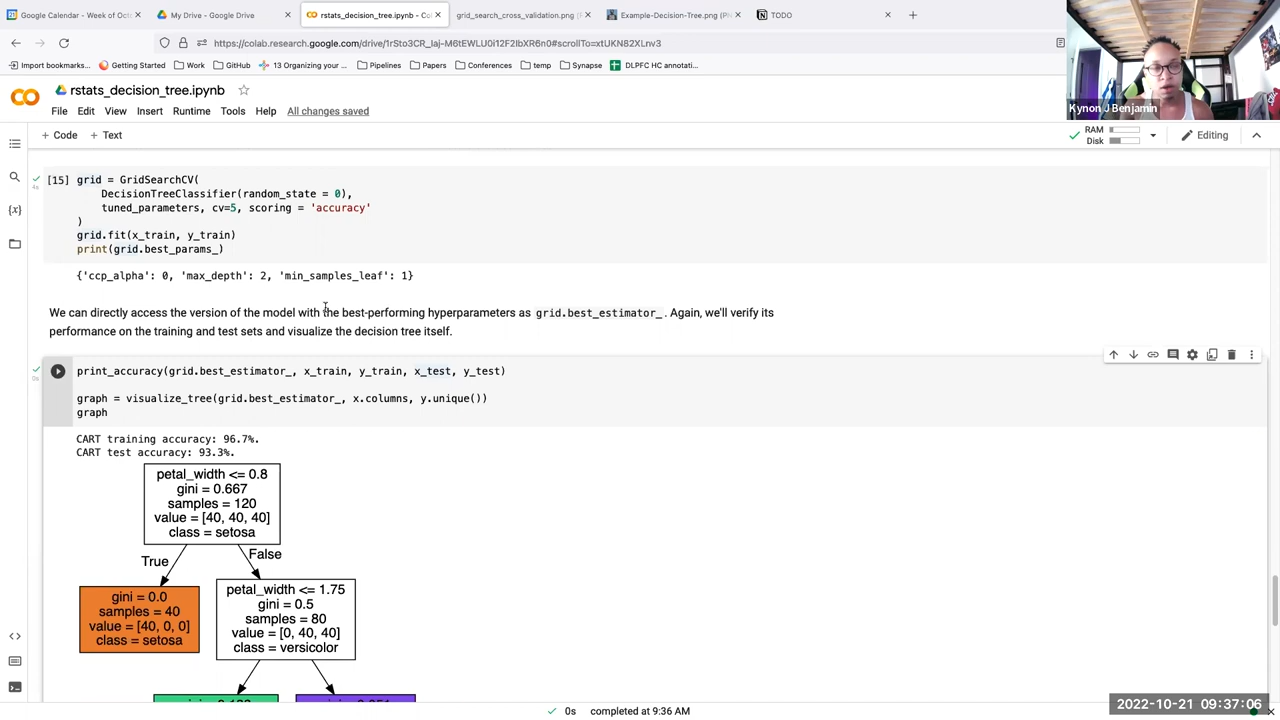 Google Calendar - Week of Octo
My Drive - Google Drive
rstats_decision_tree.ipynb - Co
grid_search_cross_validation.png (P
Example-Decision-Tree.png (PN
TODO
https://colab.research.google.com/drive/1rSto3CR_Iaj-M6tEWLU0i12F2IbXR6n0#scrollTo=xtUKN82XLnv3
Import bookmarks...
Getting Started
Work
GitHub
13 Organizing your ...
Pipelines
Papers
Conferences
temp
Synapse
DLPFC HC annotati...
Kynon J Benjamin
rstats_decision_tree.ipynb
File Edit View Insert Runtime Tools Help All changes saved
+ Code + Text
RAM
Disk
Editing
[15] grid = GridSearchCV(
4s
DecisionTreeClassifier(random_state = 0),
tuned_parameters, cv=5, scoring = 'accuracy'
)
grid.fit(x_train, y_train)
print(grid.best_params_)
{'ccp_alpha': 0, 'max_depth': 2, 'min_samples_leaf': 1}
We can directly access the version of the model with the best-performing hyperparameters as grid.best_estimator_. Again, we'll verify its
performance on the training and test sets and visualize the decision tree itself.
print_accuracy(grid.best_estimator_, x_train, y_train, x_test, y_test)
0s
graph = visualize_tree(grid.best_estimator_, x.columns, y.unique())
graph
CART training accuracy: 96.7%.
CART test accuracy: 93.3%.
petal_width <= 0.8
gini = 0.667
samples = 120
value = [40, 40, 40]
class = setosa
True
False
gini = 0.0
samples = 40
value = [40, 0, 0]
class = setosa
petal_width <= 1.75
gini = 0.5
samples = 80
value = [0, 40, 40]
class = versicolor
0s completed at 9:36 AM
2022-10-21 09:37:06